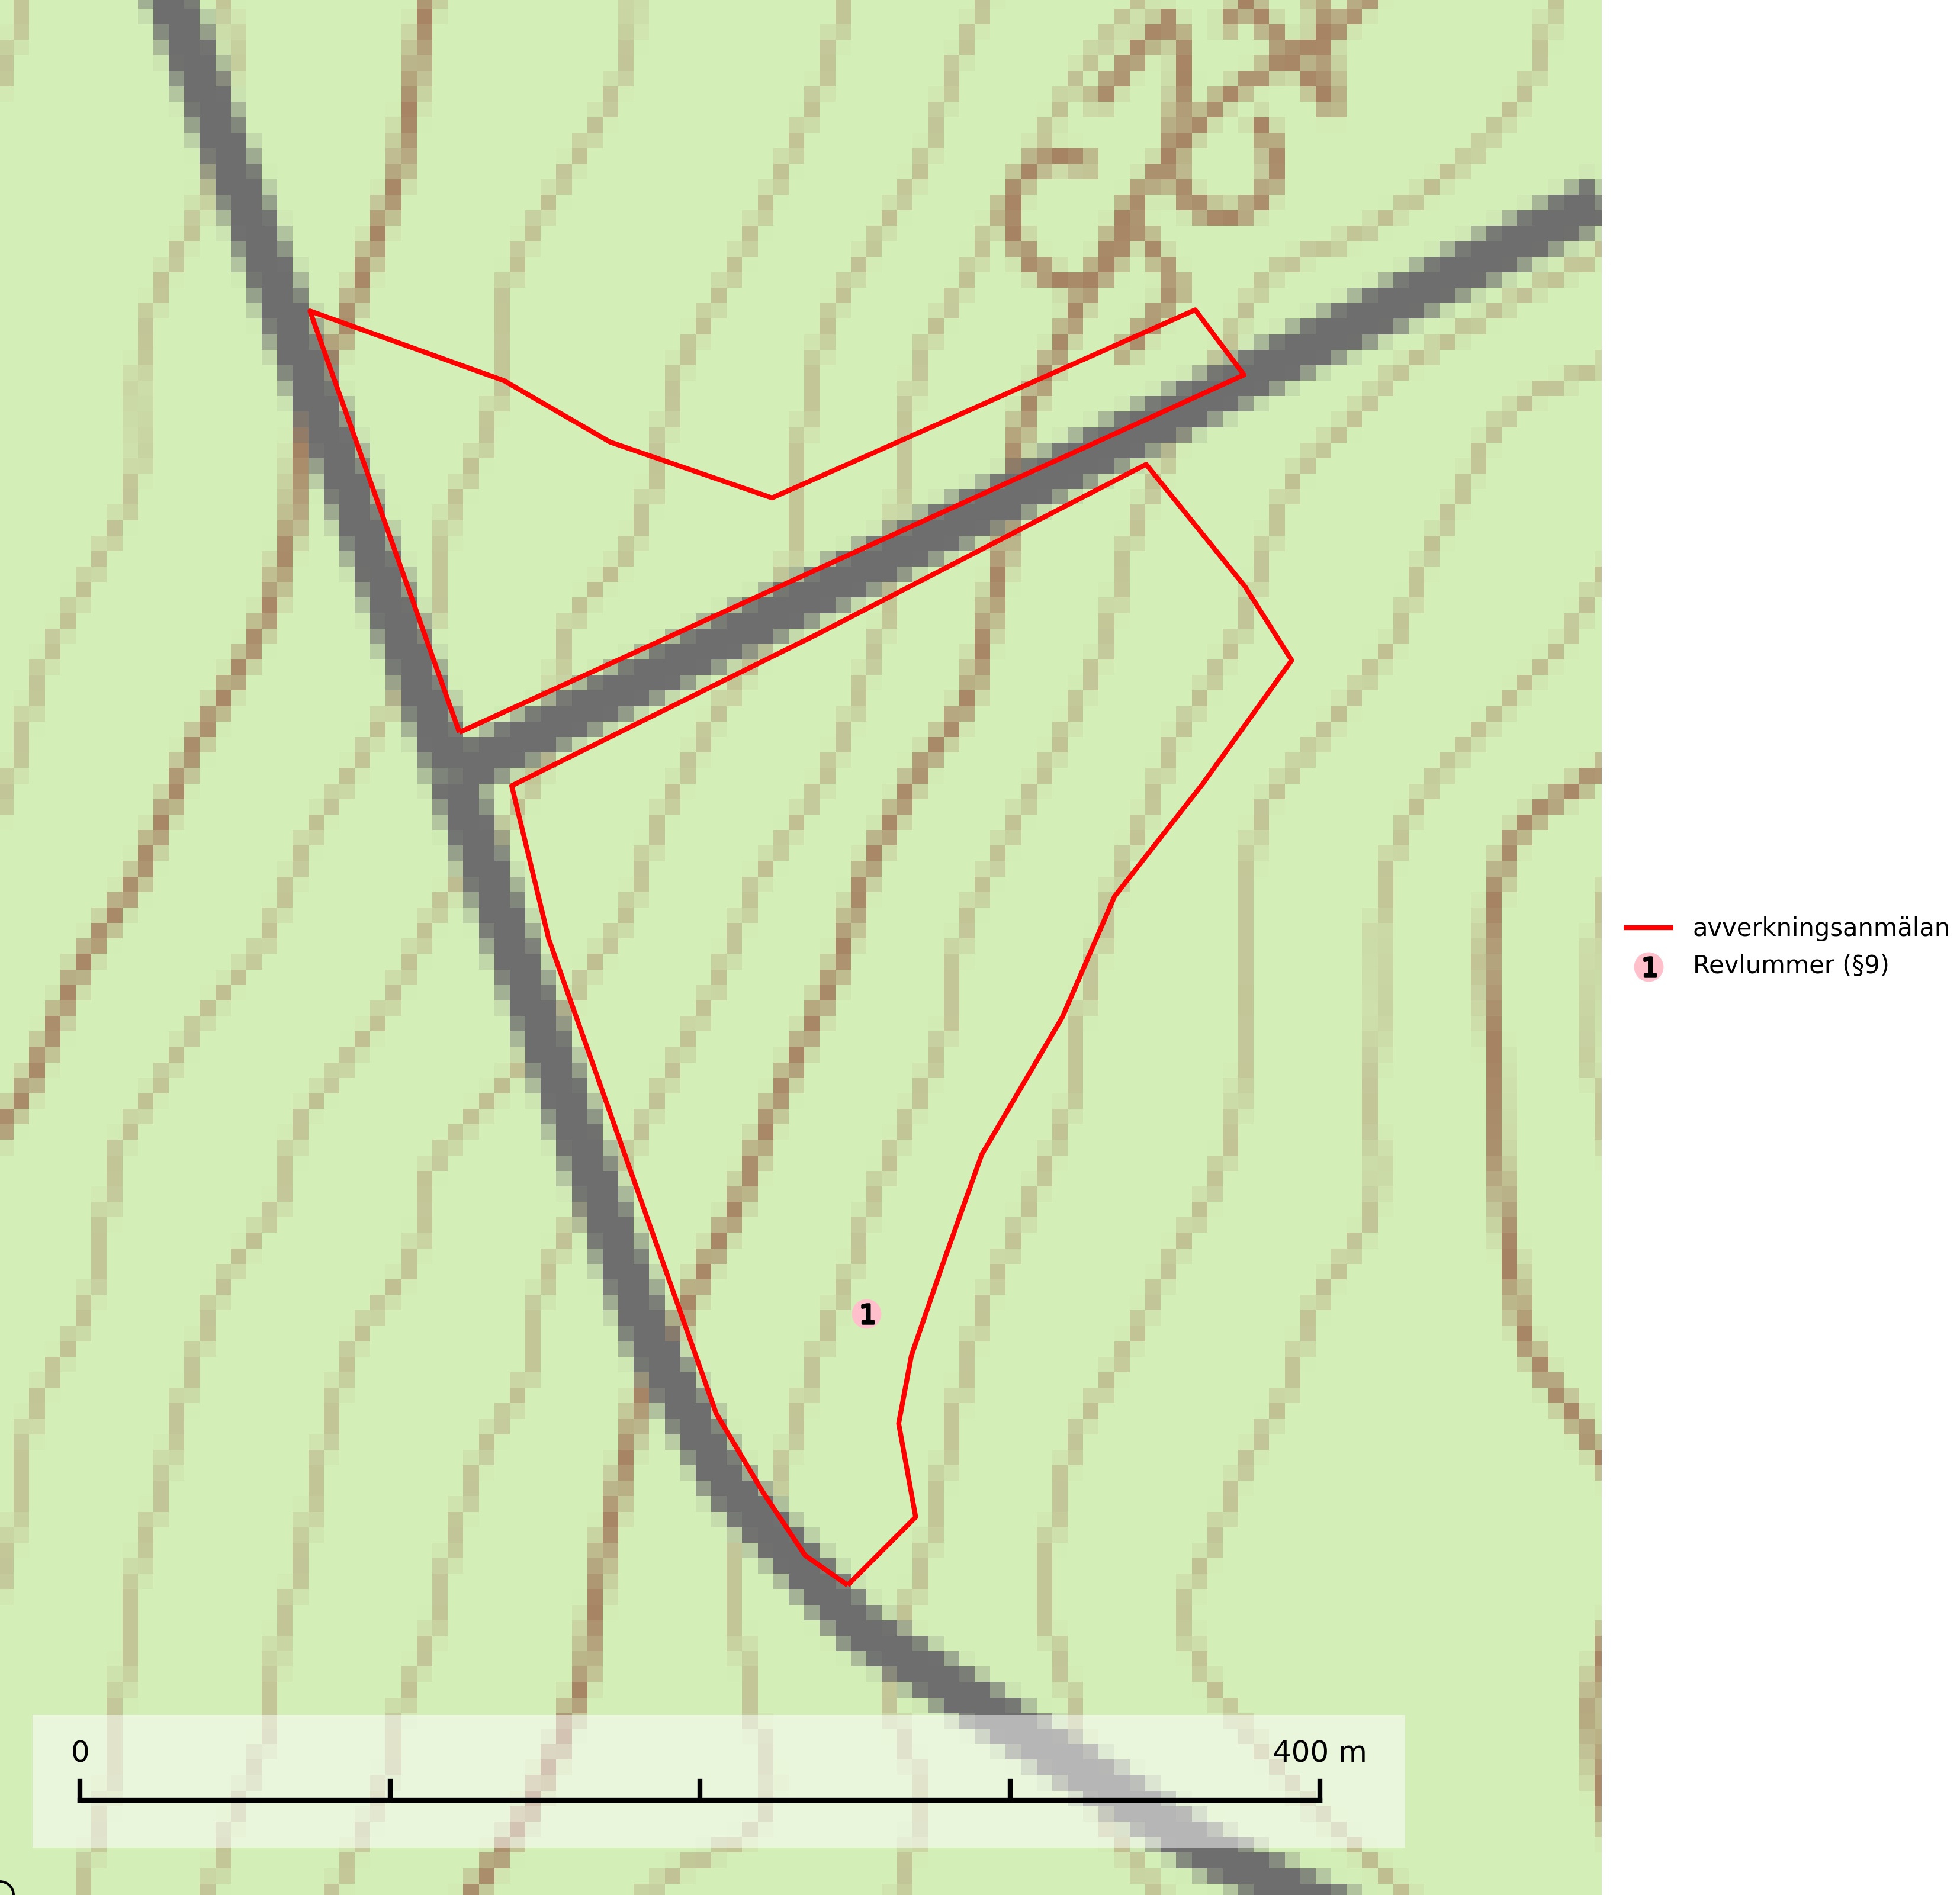 avverkningsanmälan
1 Revlummer (§9)
1
0 400 m